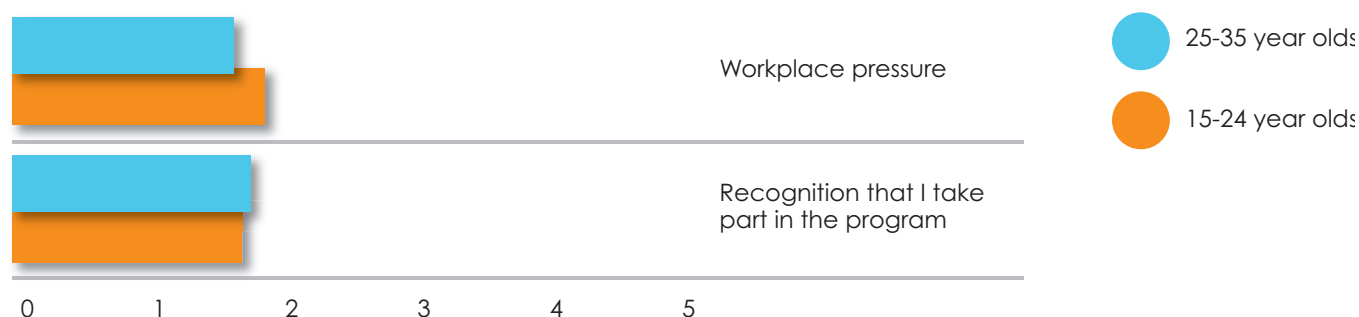 Workplace pressure
Recognition that I take
part in the program
0 1 2 3 4 5
25-35 year olds
15-24 year olds